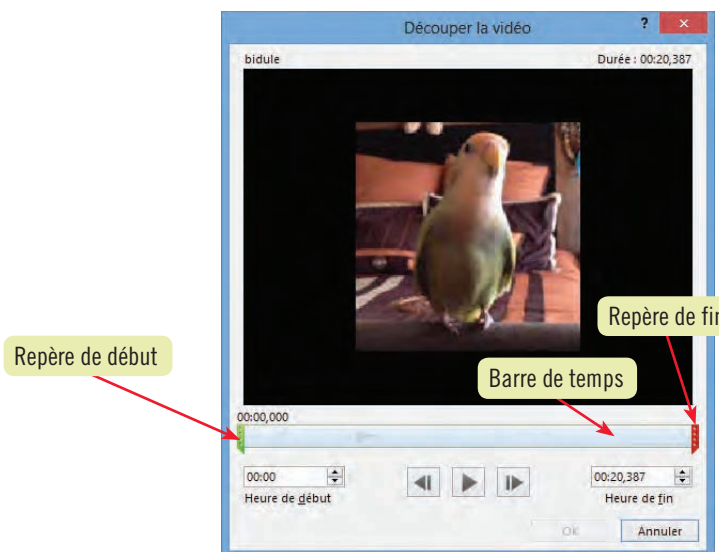 Découper la vidéo ?
bidule Durée : 00:20,387
Repère de fin
Repère de début
Barre de temps
00:00,000
00:00 00:20,387
Heure de début Heure de fin
OK Annuler